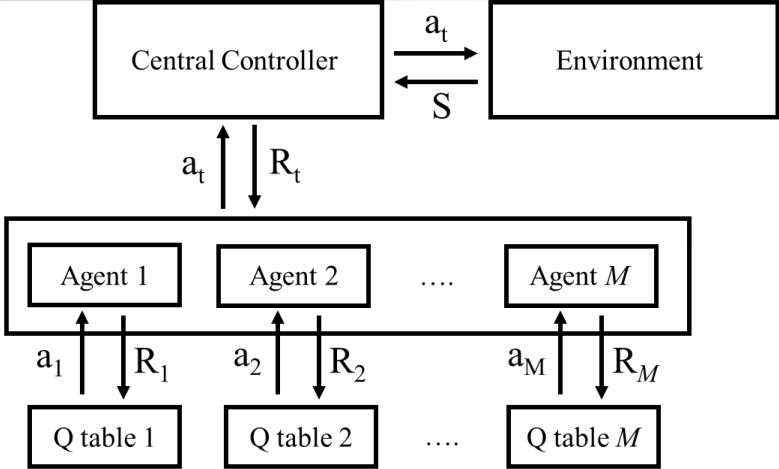 a_t
Central Controller
Environment
S
a_t
R_t
Agent 1
Agent 2
....
Agent M
a_1
R_1
a_2
R_2
a_M
R_M
Q table 1
Q table 2
....
Q table M